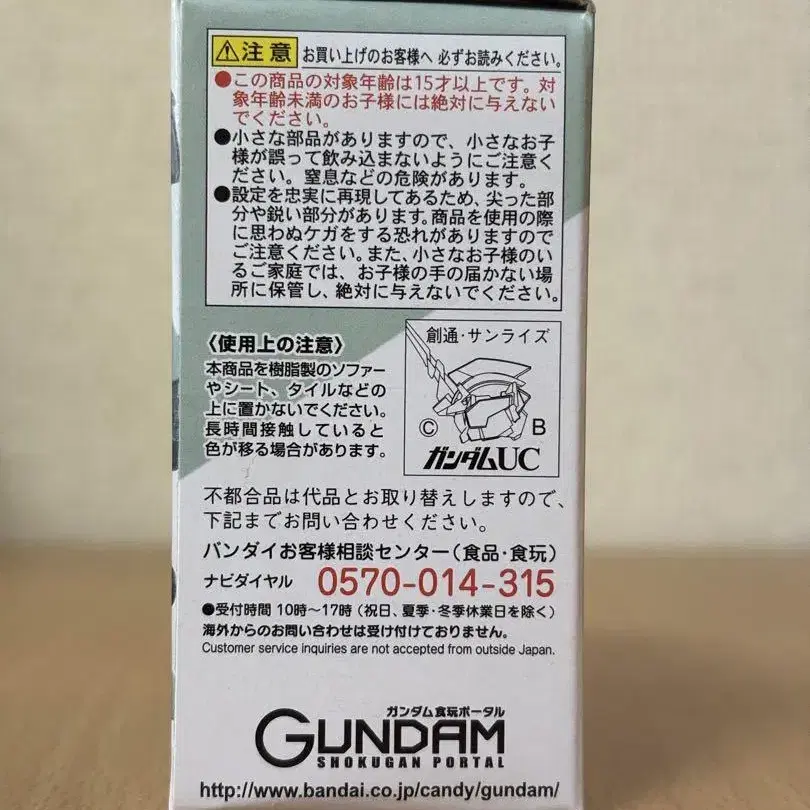 注意 お買い上げのお客様へ 必ずお読みください。
●この商品の対象年齢は15才以上です。対
象年齢未満のお子様には絶対に与えない
でください。
●小さな部品がありますので、小さなお子
様が誤って飲み込まないようにご注意く
ださい。窒息などの危険があります。
●設定を忠実に再現してあるため、尖った部
分や鋭い部分があります。商品を使用の際
に思わぬケガをする恐れがありますので
ご注意ください。また、小さなお子様のい
るご家庭では、お子様の手の届かない場
所に保管し、絶対に与えないでください。
〈使用上の注意〉
本商品を樹脂製のソファー
やシート、タイルなどの
上に置かないでください。
長時間接触していると
色が移る場合があります。
創通・サンライズ
© B
ガンダムUC
不都合品は代品とお取り替えしますので、
下記までお問い合わせください。
バンダイお客様相談センター(食品・食玩)
ナビダイヤル 0570-014-315
●受付時間 10時〜17時(祝日、夏季・冬季休業日を除く)
海外からのお問い合わせは受け付けておりません。
Customer service inquiries are not accepted from outside Japan.
ガンダム食玩ポータル
GUNDAM
SHOKUGAN PORTAL
http://www.bandai.co.jp/candy/gundam/